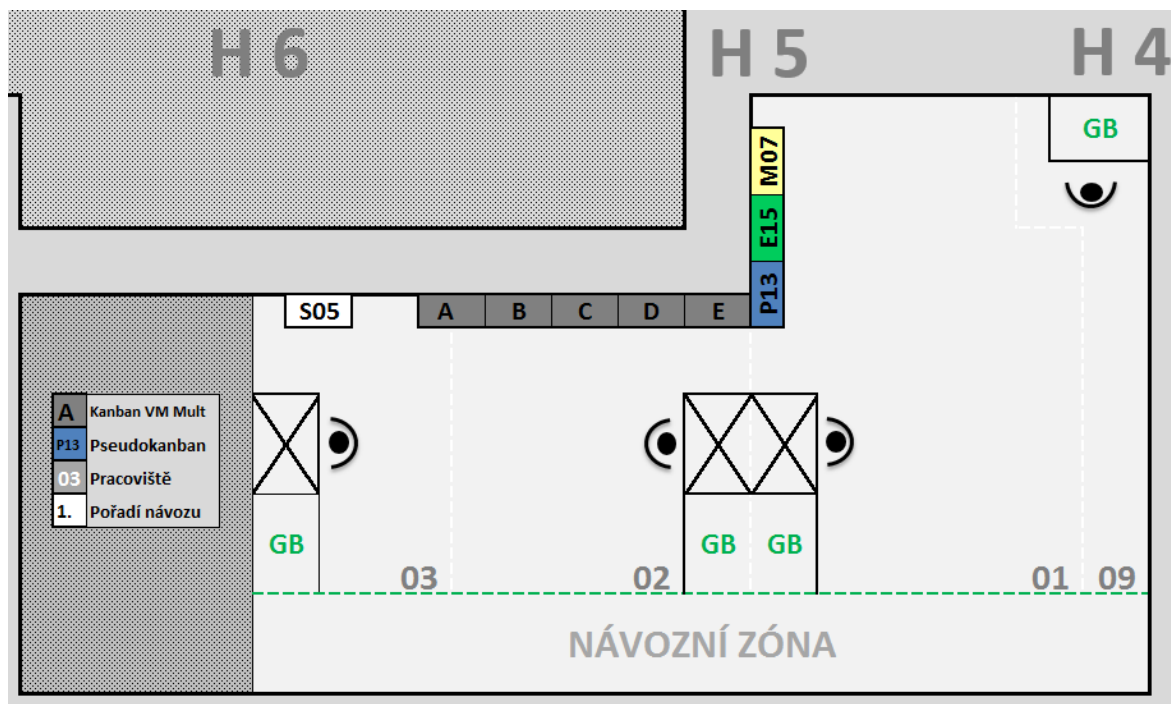 H 6
H 5
H 4
GB
M07
E15
P13
S05
A
B
C
D
E
A Kanban VM Mult
P13 Pseudokanban
03 Pracoviště
1. Pořadí návozu
GB
GB
GB
03
02
01
09
NÁVOZNÍ ZÓNA